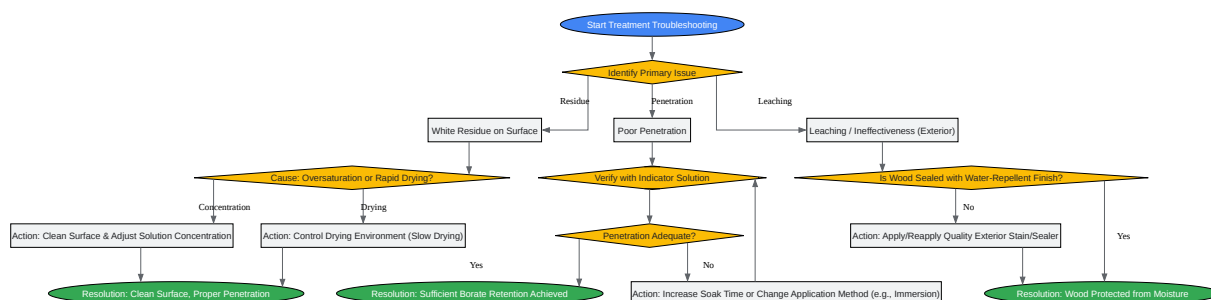 Start Treatment Troubleshooting
Identify Primary Issue
Residue
Penetration
Leaching
White Residue on Surface
Poor Penetration
Leaching / Ineffectiveness (Exterior)
Cause: Oversaturation or Rapid Drying?
Verify with Indicator Solution
Is Wood Sealed with Water-Repellent Finish?
Concentration
Drying
No
Action: Clean Surface & Adjust Solution Concentration
Action: Control Drying Environment (Slow Drying)
Penetration Adequate?
Action: Apply/Reapply Quality Exterior Stain/Sealer
Yes
Yes
No
Resolution: Clean Surface, Proper Penetration
Resolution: Sufficient Borate Retention Achieved
Action: Increase Soak Time or Change Application Method (e.g., Immersion)
Resolution: Wood Protected from Moisture